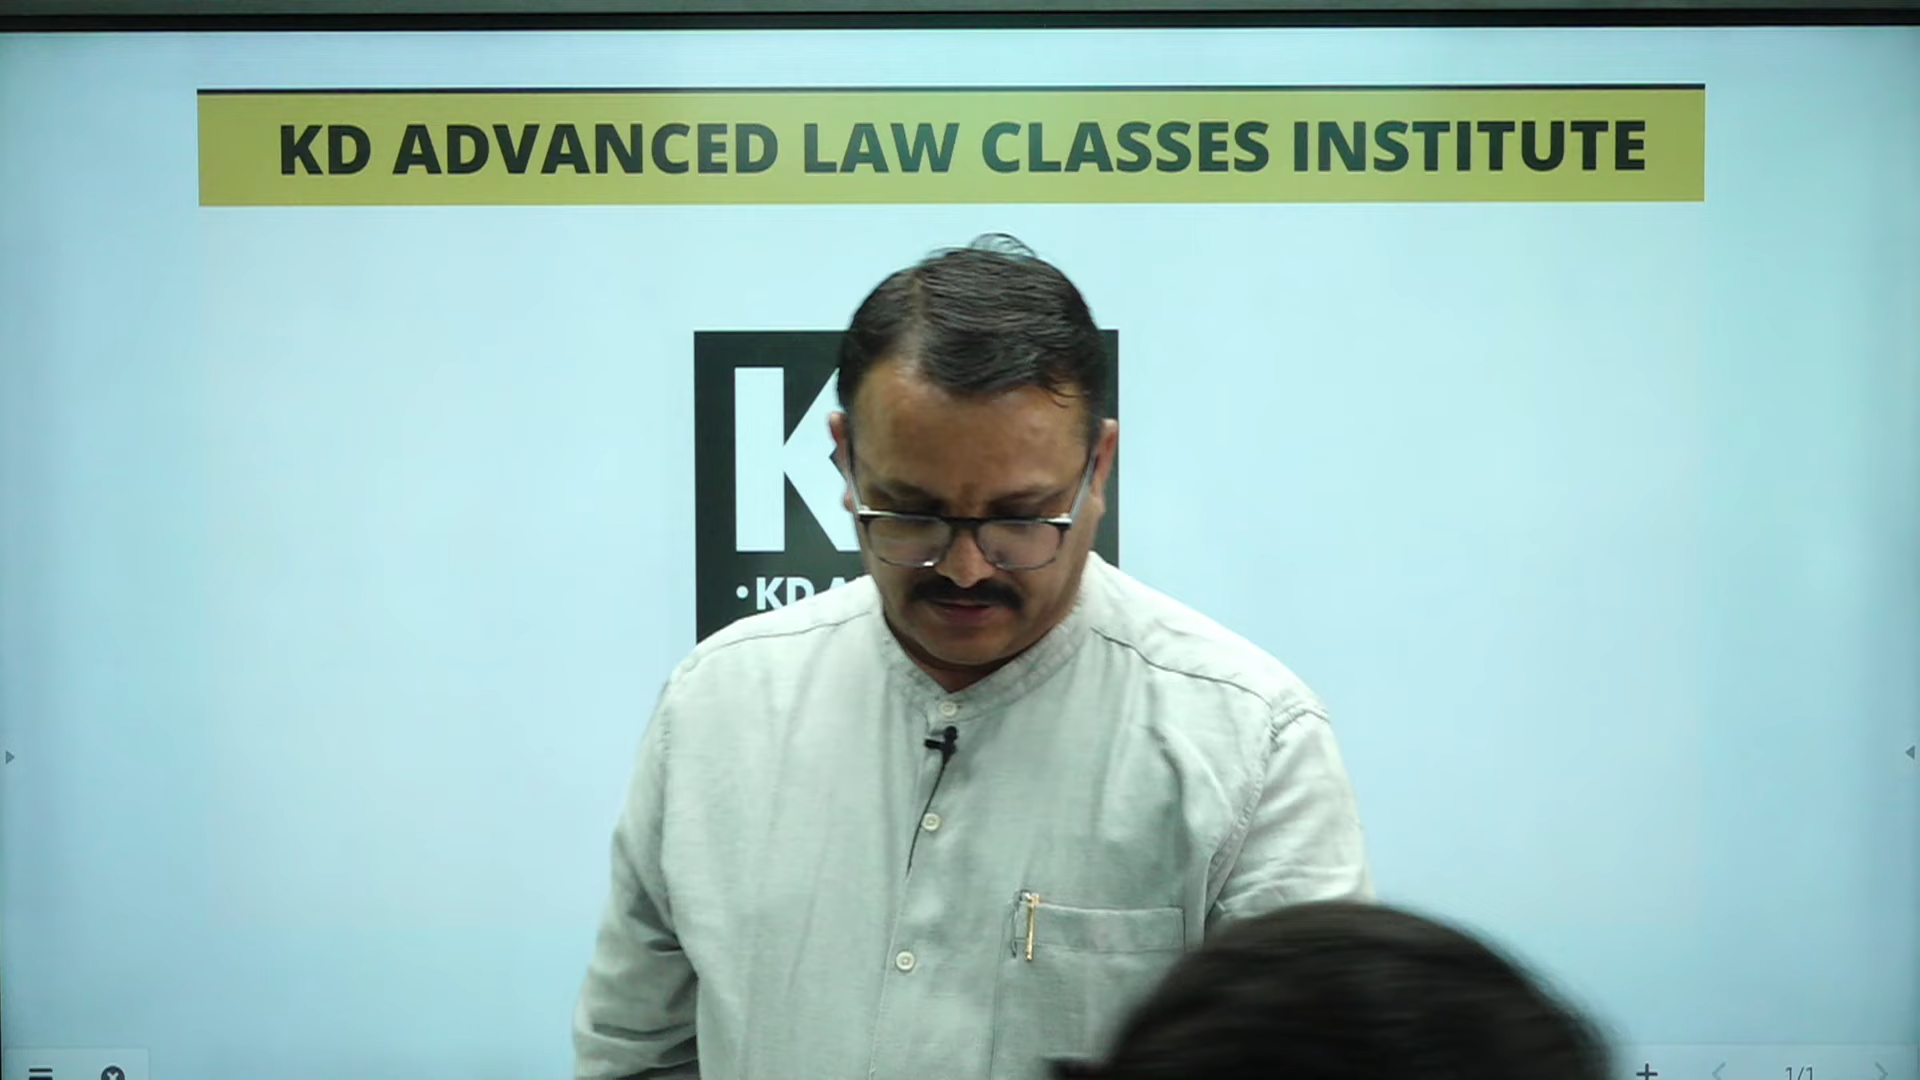 KD ADVANCED LAW CLASSES INSTITUTE
K
•KD
1/1